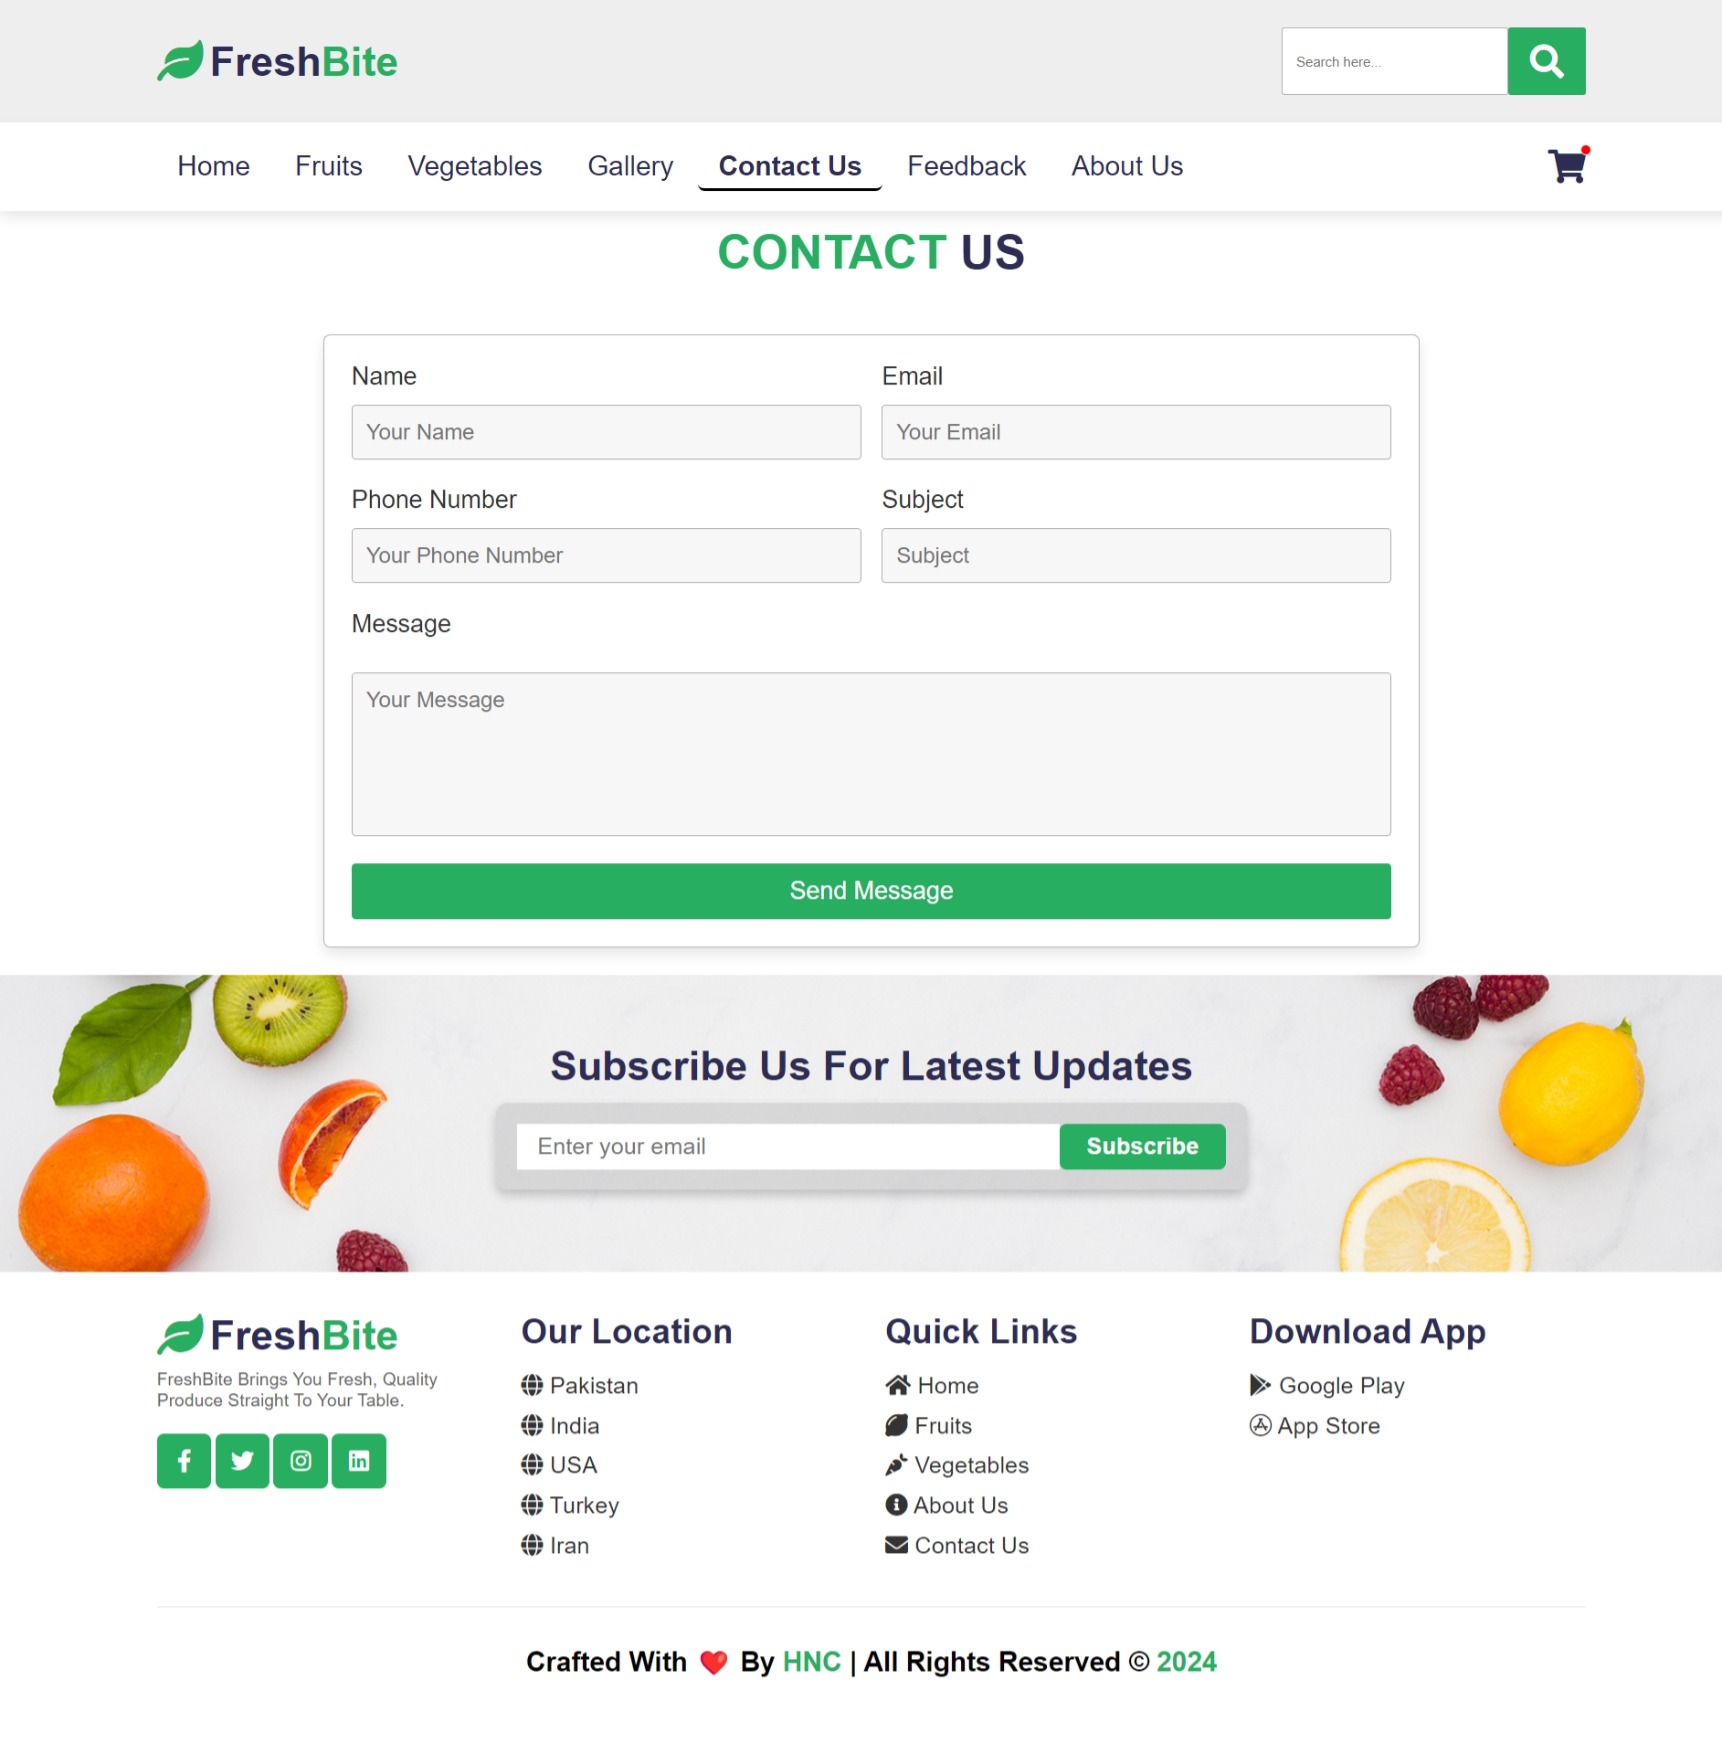 FreshBite
Search here...
Home Fruits Vegetables Gallery Contact Us Feedback About Us
CONTACT US
Name Email
Your Name Your Email
Phone Number Subject
Your Phone Number Subject
Message
Your Message
Send Message
Subscribe Us For Latest Updates
Enter your email Subscribe
FreshBite
FreshBite Brings You Fresh, Quality
Produce Straight To Your Table.
Our Location
Pakistan
India
USA
Turkey
Iran
Quick Links
Home
Fruits
Vegetables
About Us
Contact Us
Download App
Google Play
App Store
Crafted With ❤️ By HNC | All Rights Reserved © 2024